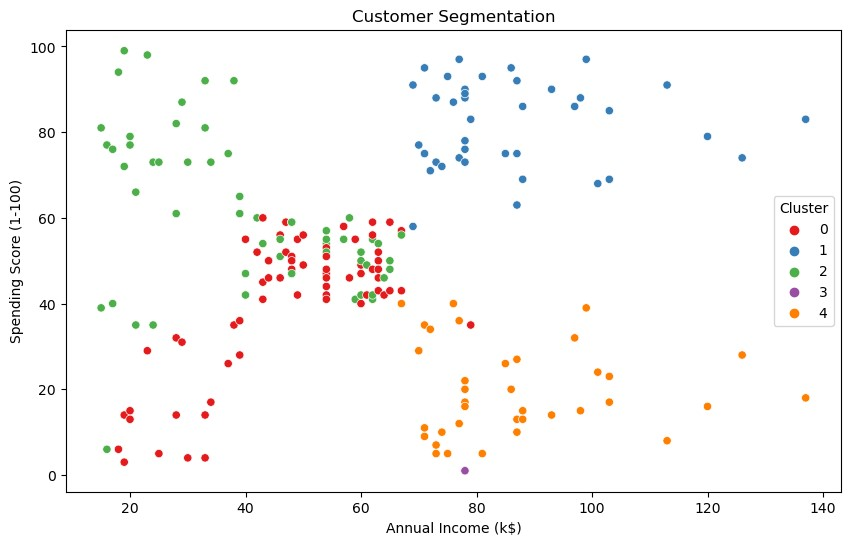 Customer Segmentation
Spending Score (1-100)
100
80
60
40
20
0
Cluster
0
1
2
3
4
20 40 60 80 100 120 140
Annual Income (k$)